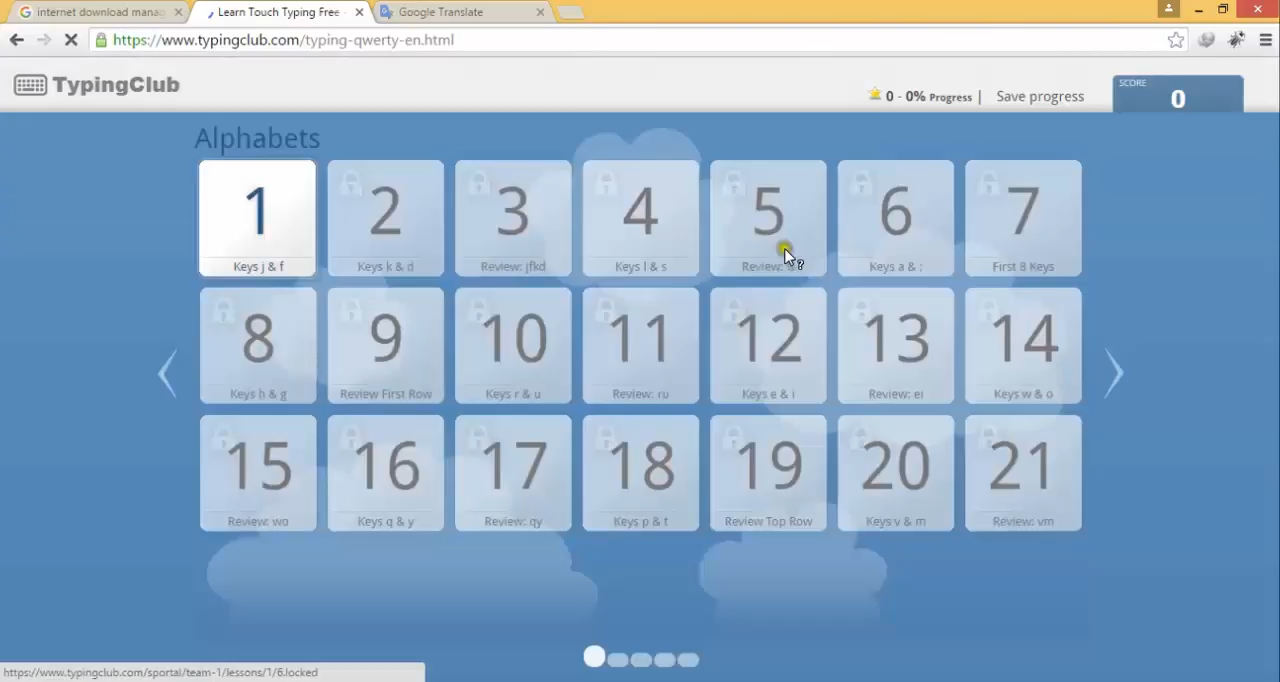 internet download manag
Learn Touch Typing Free
Google Translate
https://www.typingclub.com/typing-qwerty-en.html
TypingClub
0 - 0% Progress | Save progress
SCORE
0
Alphabets
1 2 3 4 5 6 7
Keys j & f Keys k & d Review: jfkd Keys l & s Review: Keys a & ; First 8 Keys
8 9 10 11 12 13 14
Keys h & g Review First Row Keys r & u Review: ru Keys e & i Review: ei Keys w & o
15 16 17 18 19 20 21
Review: wo Keys q & y Review: qy Keys p & t Review Top Row Keys v & m Review: vm
https://www.typingclub.com/sportal/team-1/lessons/1/6.locked